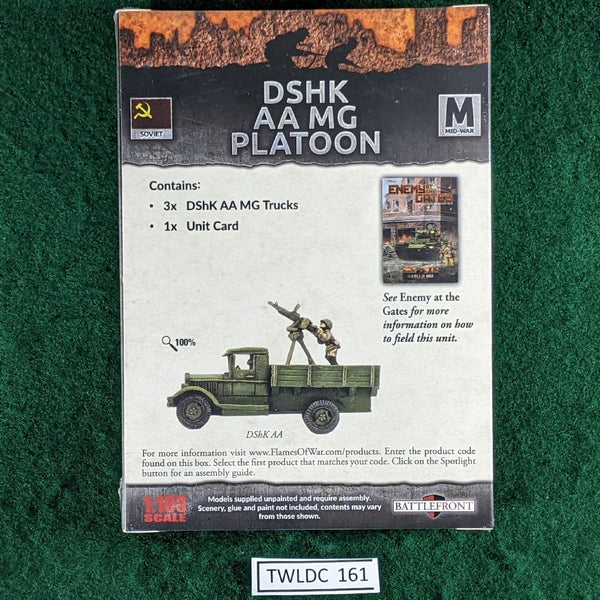 DSHK
AA MG
PLATOON
SOVIET
M
MID-WAR
Contains:
• 3x DShK AA MG Trucks
• 1x Unit Card
ENEMY AT THE
GATES
FLAMES OF WAR
See Enemy at the
Gates for more
information on how
to field this unit.
100%
DShK AA
For more information visit www.FlamesOfWar.com/products. Enter the product code
found on this box. Select the first product that matches your code. Click on the Spotlight
button for an assembly guide.
1:100
SCALE
Models supplied unpainted and require assembly.
Scenery, glue and paint not included, contents may vary
from those shown.
BATTLEFRONT
TWLDC 161